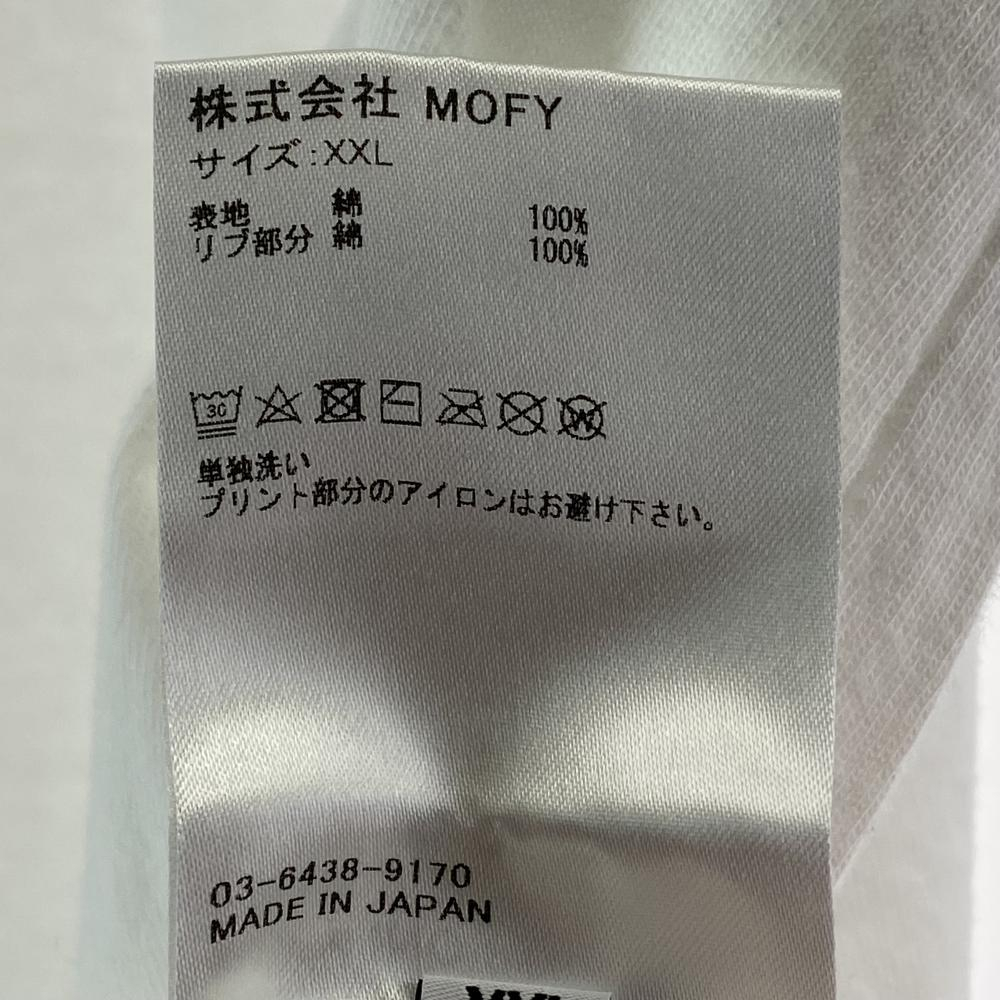 株式会社 MOFY
サイズ:XXL
表地 綿 100%
リブ部分 綿 100%
30
W
単独洗い
プリント部分のアイロンはお避け下さい。
03-6438-9170
MADE IN JAPAN